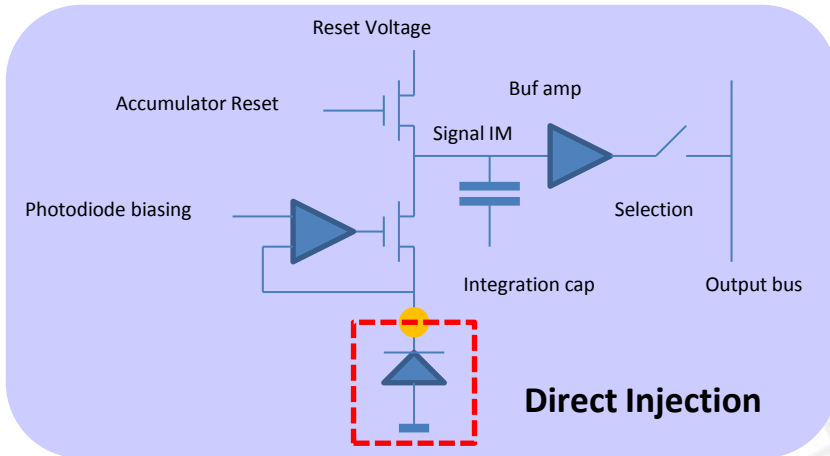 Reset Voltage
Buf amp
Accumulator Reset
Signal IM
Photodiode biasing
Selection
Integration cap
Output bus
Direct Injection